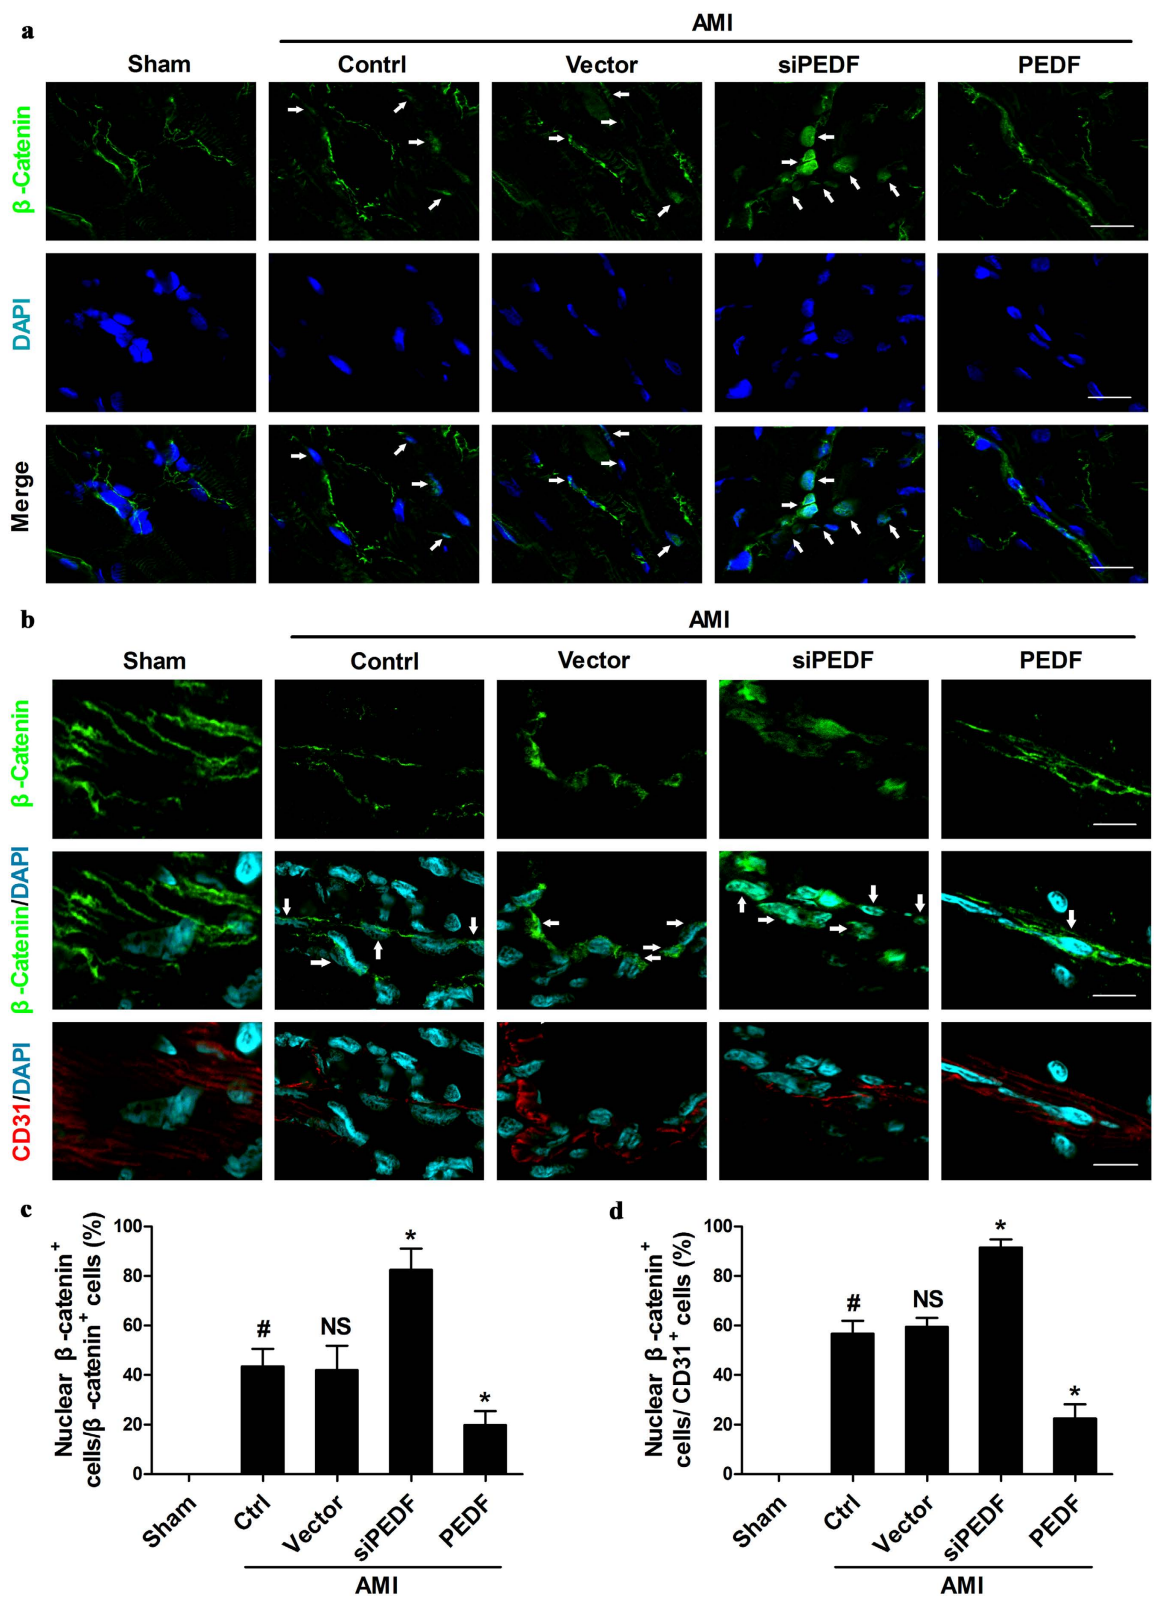 a
AMI
Sham Contrl Vector siPEDF PEDF
β-Catenin
DAPI
Merge
b
AMI
Sham Contrl Vector siPEDF PEDF
β-Catenin
β-Catenin/DAPI
CD31/DAPI
c
Nuclear β-catenin+
cells/β-catenin+ cells (%)
100
80
60
40
20
0
#
NS
*
*
Sham Ctrl Vector siPEDF PEDF
AMI
d
Nuclear β-catenin+
cells/ CD31+ cells (%)
100
80
60
40
20
0
#
NS
*
*
Sham Ctrl Vector siPEDF PEDF
AMI